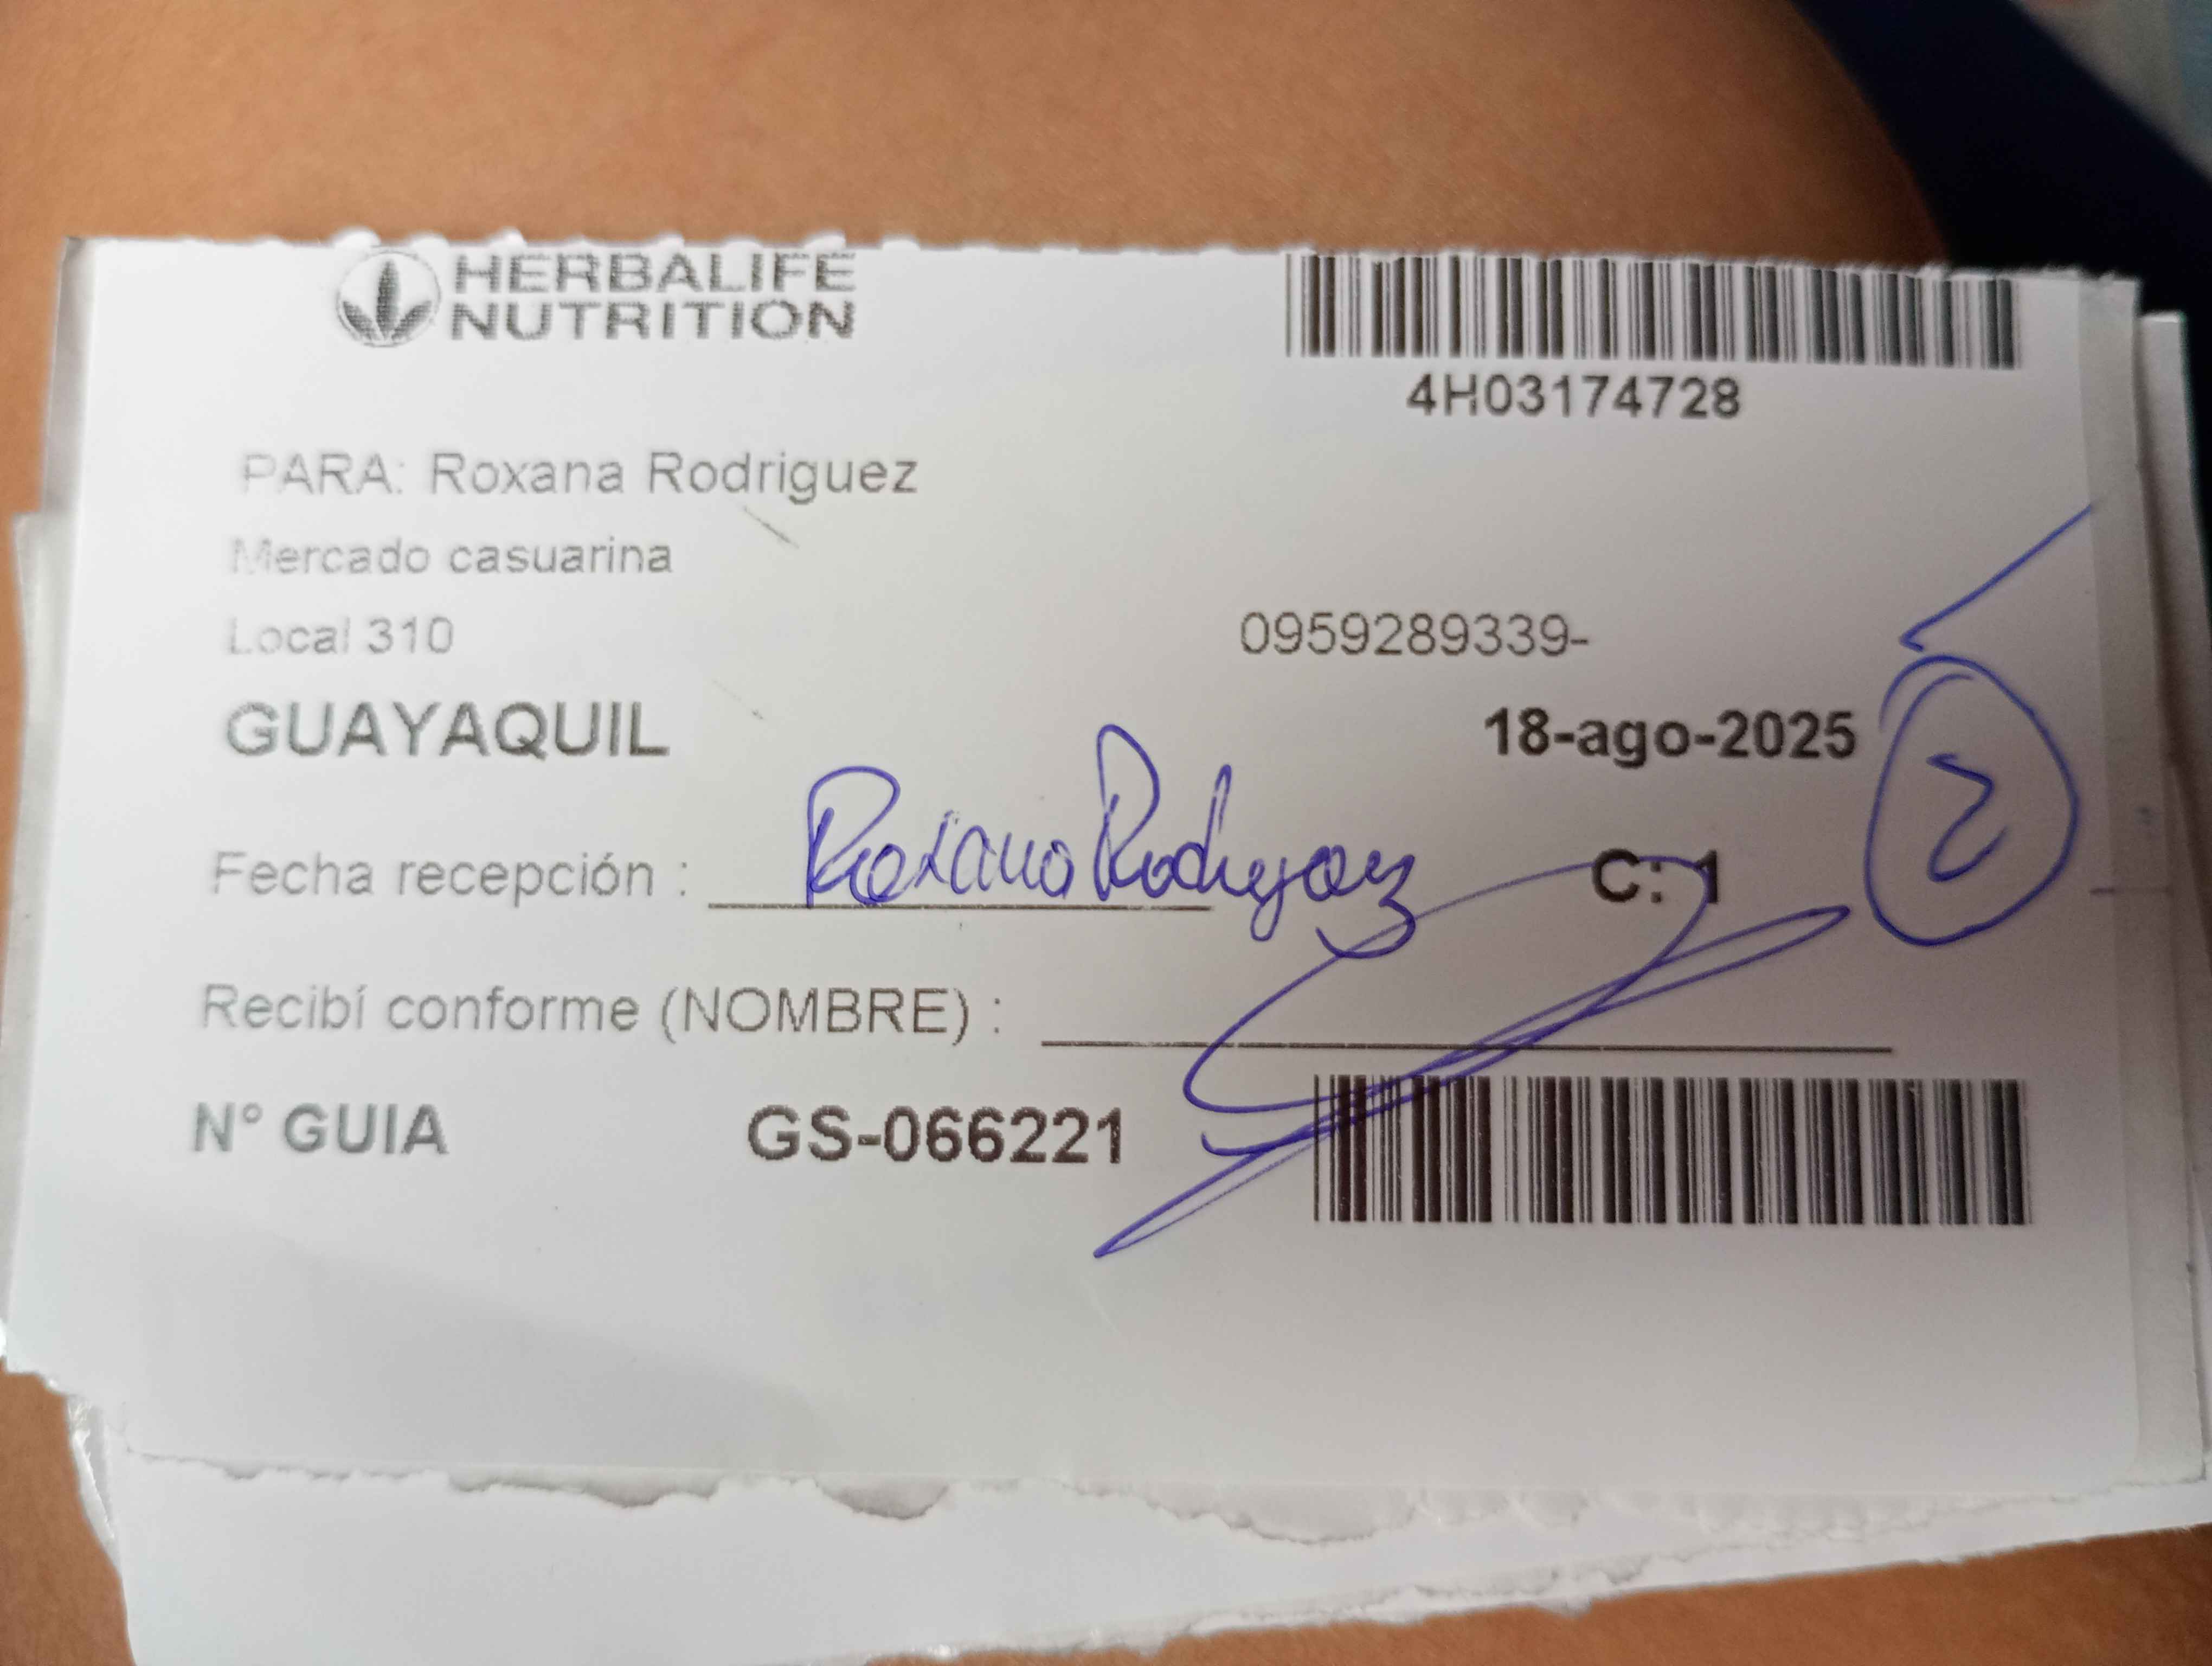 HERBALIFE
NUTRITION
4H03174728
PARA: Roxana Rodriguez
Mercado casuarina
Local 310
0959289339-
GUAYAQUIL
18-ago-2025
2
Fecha recepción : Roxana Rodriguez
C: 1
Recibí conforme (NOMBRE) :
N° GUIA GS-066221